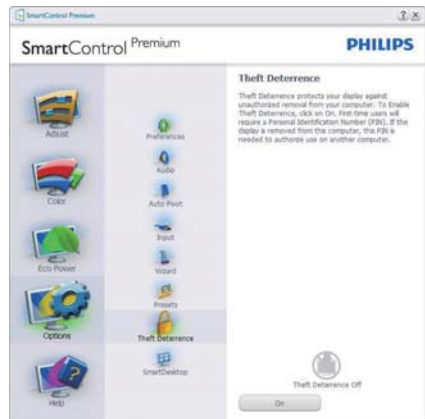 SmartControl Premium
? ×
SmartControl Premium
PHILIPS
Adjust
Color
Eco Power
Options
Help
Preferences
Audio
Auto Pivot
Input
Wizard
Presets
Theft Deterrence
SmartDesktop
Theft Deterrence
Theft Deterrence protects your display against
unauthorized removal from your computer. To Enable
Theft Deterrence, click on On. First-time users will
require a Personal Identification Number (PIN). If the
display is removed from this computer, this PIN is
needed to authorize use on another computer.
Theft Deterrence Off
On